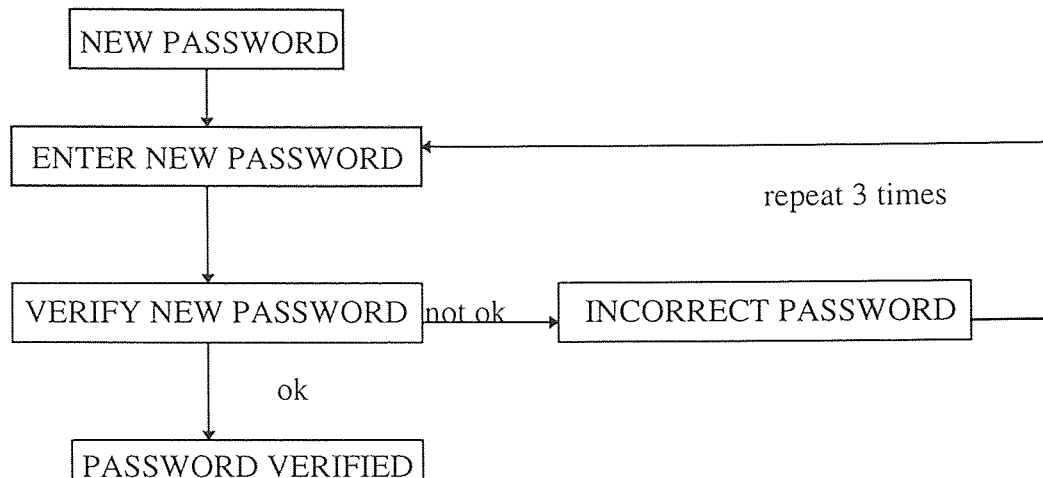 NEW PASSWORD
ENTER NEW PASSWORD
repeat 3 times
VERIFY NEW PASSWORD
not ok
INCORRECT PASSWORD
ok
PASSWORD VERIFIED